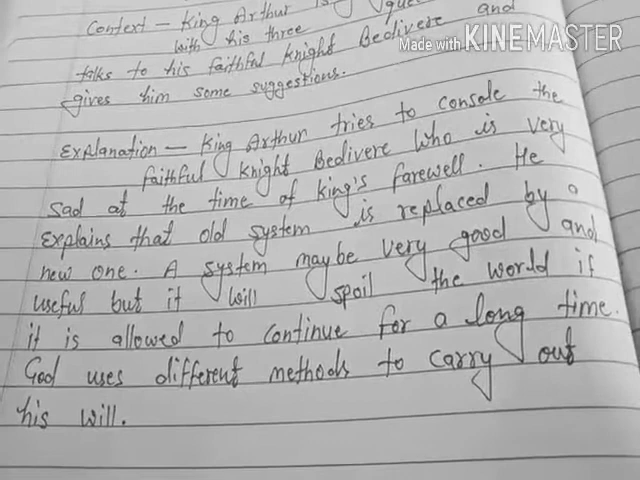 Context - King Arthur is
with his three
talks to his faithful knight Bedivere and
gives him some suggestions.
Made with KINEMASTER
Explanation - King Arthur tries to console the
faithful knight Bedivere who is very
sad at the time of king's farewell. He
explains that old system is replaced by a
new one. A system maybe very good and
useful but it will spoil the world if
it is allowed to continue for a long time.
God uses different methods to carry out
his will.